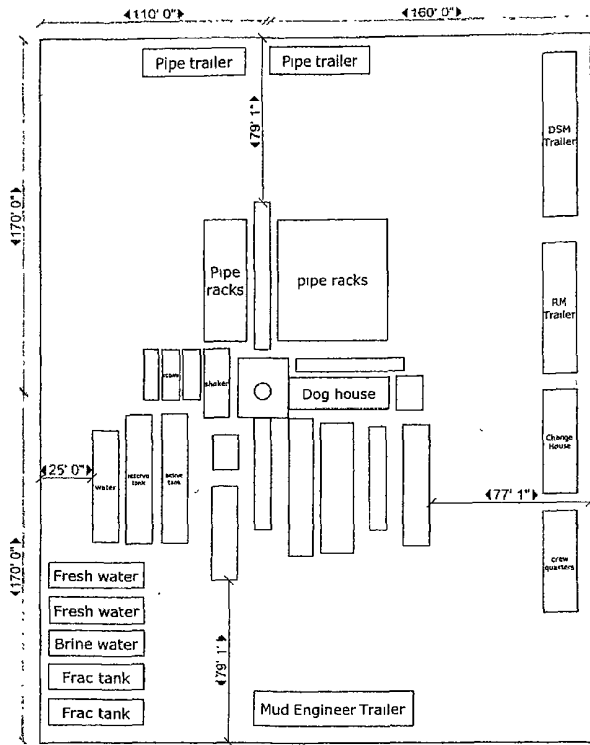 110' 0"
160' 0"
Pipe trailer
Pipe trailer
DSM
Trailer
79' 1"
170' 0"
Pipe
racks
pipe racks
RM
Trailer
shaker
Dog house
Change
House
25' 0"
water
reserve
tank
active
tank
77' 1"
crew
quarters
170' 0"
Fresh water
Fresh water
Brine water
Frac tank
Frac tank
79' 1'
Mud Engineer Trailer